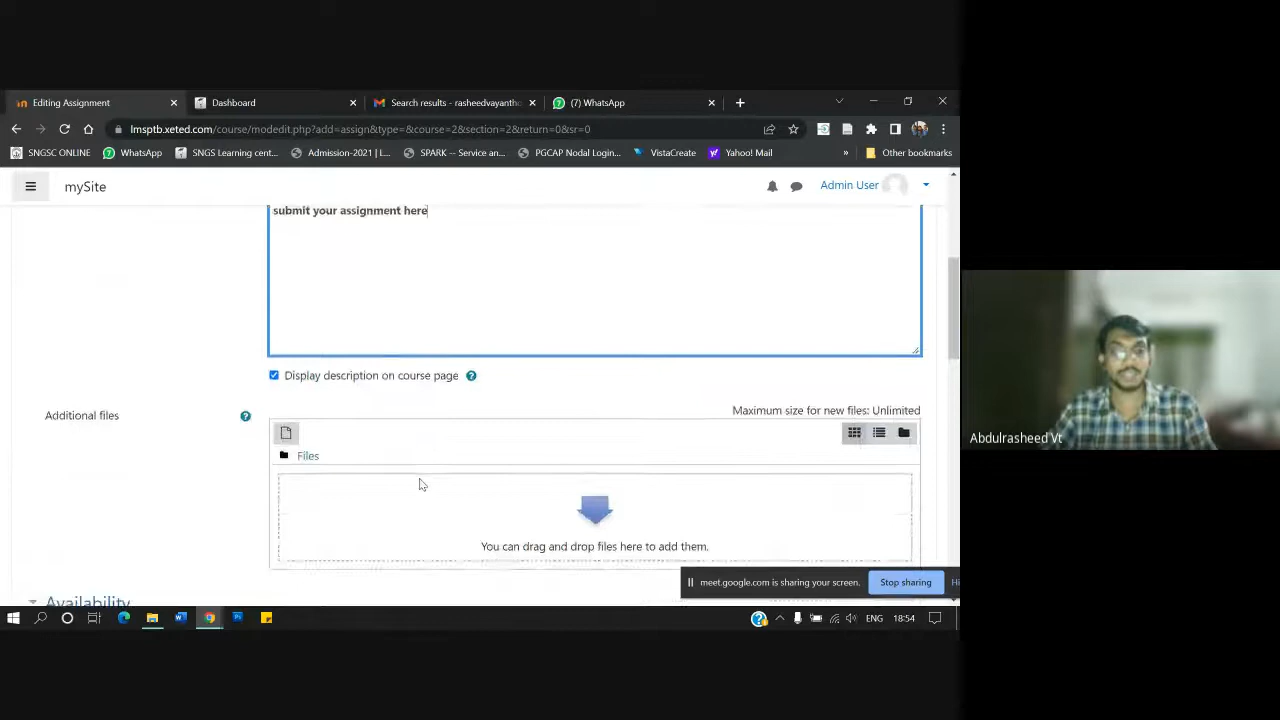 Editing Assignment
Dashboard
Search results - rasheedvayantho
(7) WhatsApp
lmsptb.xeted.com/course/modedit.php?add=assign&type=&course=2&section=2&return=0&sr=0
SNGSC ONLINE
WhatsApp
SNGS Learning cent...
Admission-2021 | L...
SPARK -- Service an...
PGCAP Nodal Login...
VistaCreate
Yahoo! Mail
»
Other bookmarks
mySite
Admin User
submit your assignment here
Display description on course page
Additional files
Maximum size for new files: Unlimited
Files
You can drag and drop files here to add them.
Abdulrasheed Vt
meet.google.com is sharing your screen.
Stop sharing
Hi
Availability
ENG
18:54